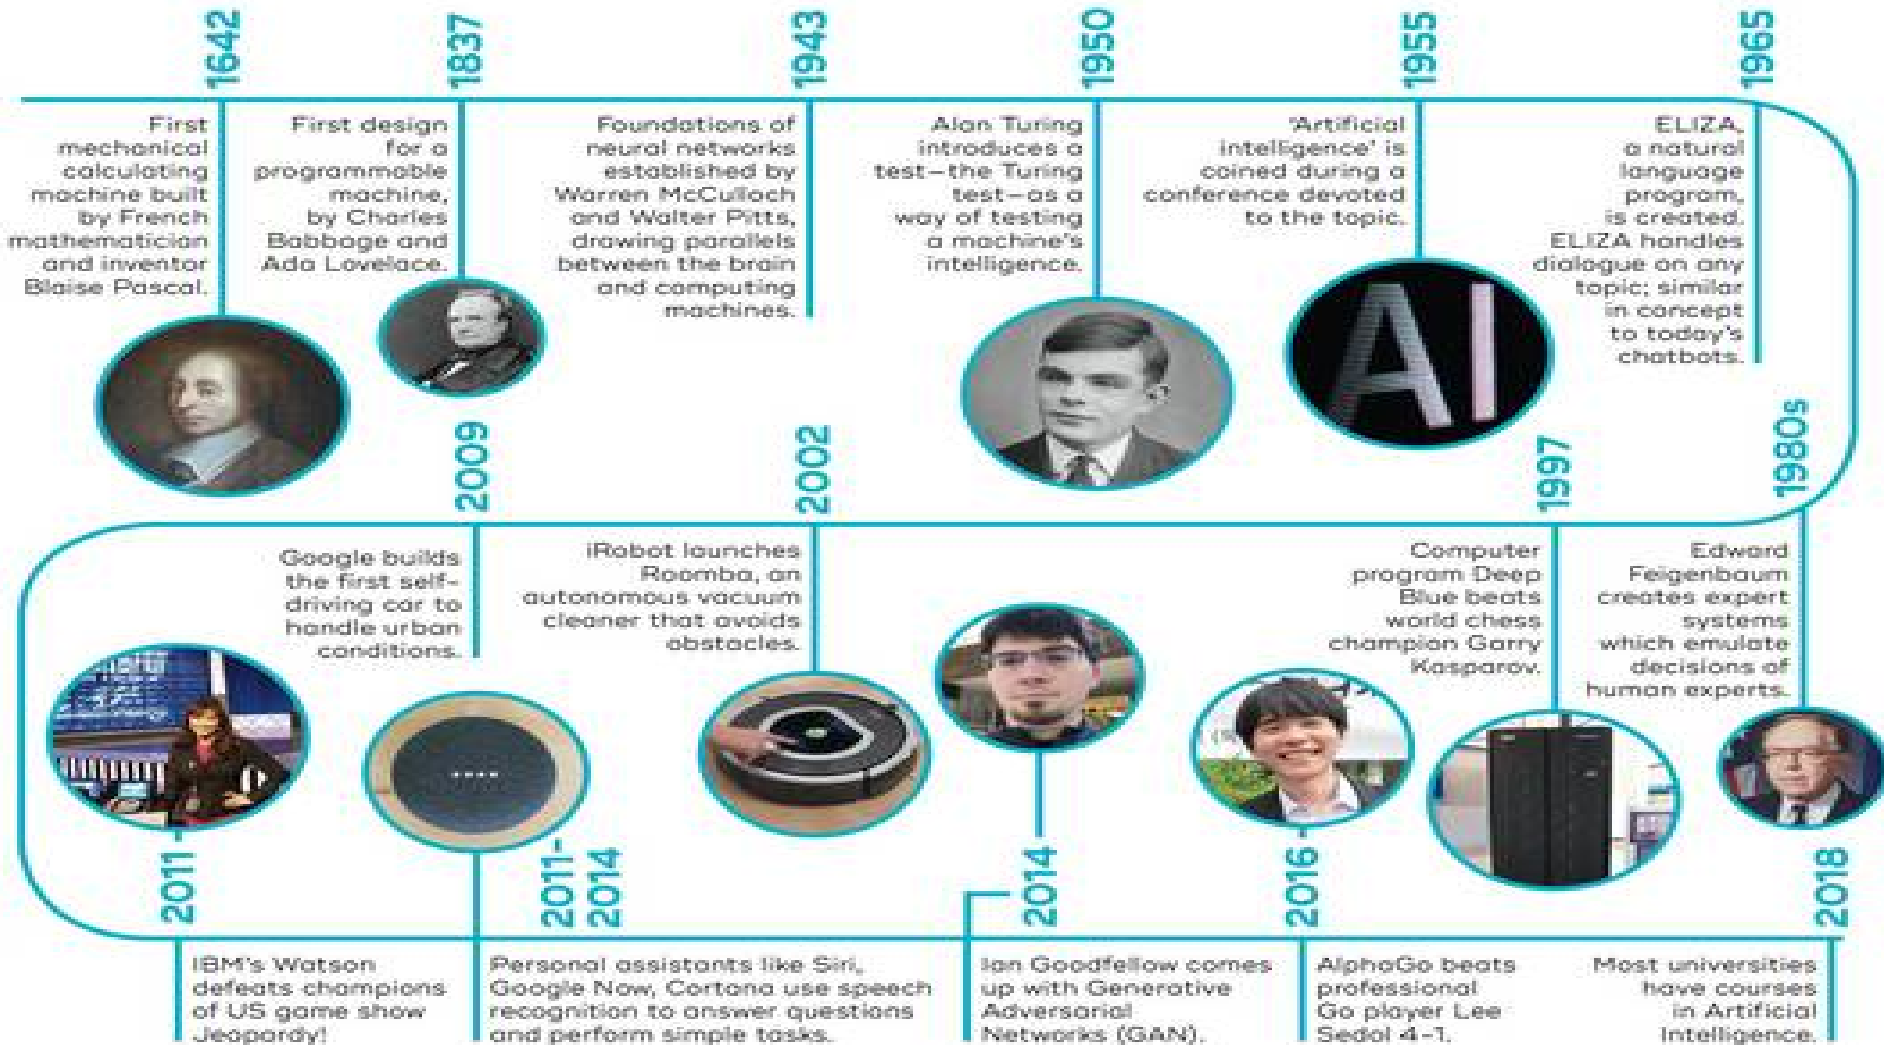 1642
First
mechanical
calculating
machine built
by French
mathematician
and inventor
Blaise Pascal.
1837
First design
for a
programmable
machine,
by Charles
Babbage and
Ada Lovelace.
1943
Foundations of
neural networks
established by
Warren McCulloch
and Walter Pitts,
drawing parallels
between the brain
and computing
machines.
1950
Alan Turing
introduces a
test—the Turing
test—as a
way of testing
a machine's
intelligence.
1955
'Artificial
intelligence' is
coined during a
conference devoted
to the topic.
AI
1965
ELIZA,
a natural
language
program,
is created.
ELIZA handles
dialogue on any
topic; similar
in concept
to today's
chatbots.
1980s
Edward
Feigenbaum
creates expert
systems
which emulate
decisions of
human experts.
1997
Computer
program Deep
Blue beats
world chess
champion Garry
Kasparov.
2002
iRobot launches
Roomba, an
autonomous vacuum
cleaner that avoids
obstacles.
2009
Google builds
the first self-
driving car to
handle urban
conditions.
2011
IBM's Watson
defeats champions
of US game show
Jeopardy!
2011-
2014
Personal assistants like Siri,
Google Now, Cortana use speech
recognition to answer questions
and perform simple tasks.
2014
Ian Goodfellow comes
up with Generative
Adversarial
Networks (GAN).
2016
AlphaGo beats
professional
Go player Lee
Sedol 4-1.
2018
Most universities
have courses
in Artificial
Intelligence.